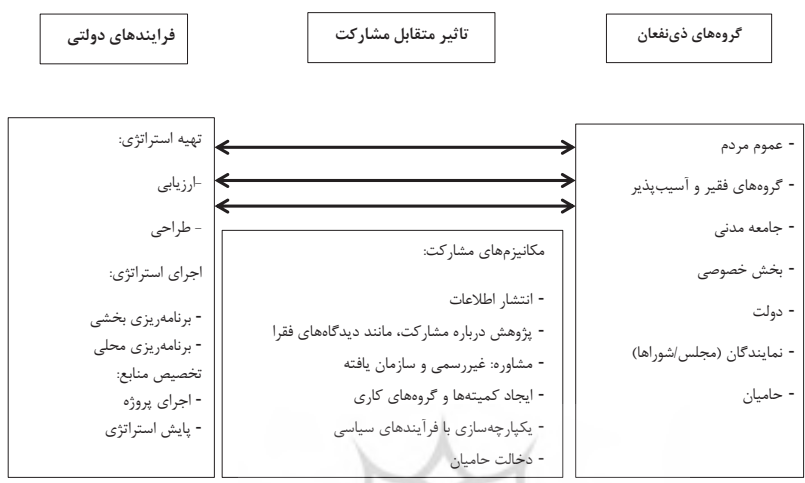 گروه‌های ذی‌نفعان
تاثیر متقابل مشارکت
فرایندهای دولتی
- عموم مردم
- گروه‌های فقیر و آسیب‌پذیر
- جامعه مدنی
- بخش خصوصی
- دولت
- نمایندگان (مجلس/شوراها)
- حامیان
مکانیزم‌های مشارکت:
- انتشار اطلاعات
- پژوهش درباره مشارکت، مانند دیدگاه‌های فقرا
- مشاوره: غیررسمی و سازمان یافته
- ایجاد کمیته‌ها و گروه‌های کاری
- یکپارچه‌سازی با فرآیندهای سیاسی
- دخالت حامیان
تهیه استراتژی:
-ارزیابی
- طراحی
اجرای استراتژی:
- برنامه‌ریزی بخشی
- برنامه‌ریزی محلی
تخصیص منابع:
- اجرای پروژه
- پایش استراتژی